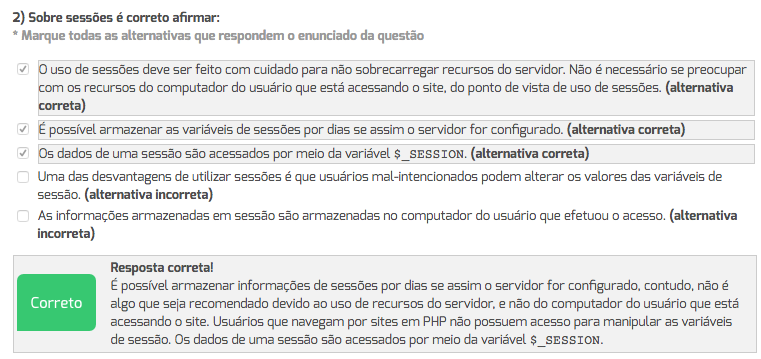 2) Sobre sessões é correto afirmar:
* Marque todas as alternativas que respondem o enunciado da questão
O uso de sessões deve ser feito com cuidado para não sobrecarregar recursos do servidor. Não é necessário se preocupar
com os recursos do computador do usuário que está acessando o site, do ponto de vista de uso de sessões. (alternativa
correta)
É possível armazenar as variáveis de sessões por dias se assim o servidor for configurado. (alternativa correta)
Os dados de uma sessão são acessados por meio da variável $_SESSION. (alternativa correta)
Uma das desvantagens de utilizar sessões é que usuários mal-intencionados podem alterar os valores das variáveis de
sessão. (alternativa incorreta)
As informações armazenadas em sessão são armazenadas no computador do usuário que efetuou o acesso. (alternativa
incorreta)
Resposta correta!
Correto
É possível armazenar informações de sessões por dias se assim o servidor for configurado, contudo, não é
algo que seja recomendado devido ao uso de recursos do servidor, e não do computador do usuário que está
acessando o site. Usuários que navegam por sites em PHP não possuem acesso para manipular as variáveis
de sessão. Os dados de uma sessão são acessados por meio da variável $_SESSION.